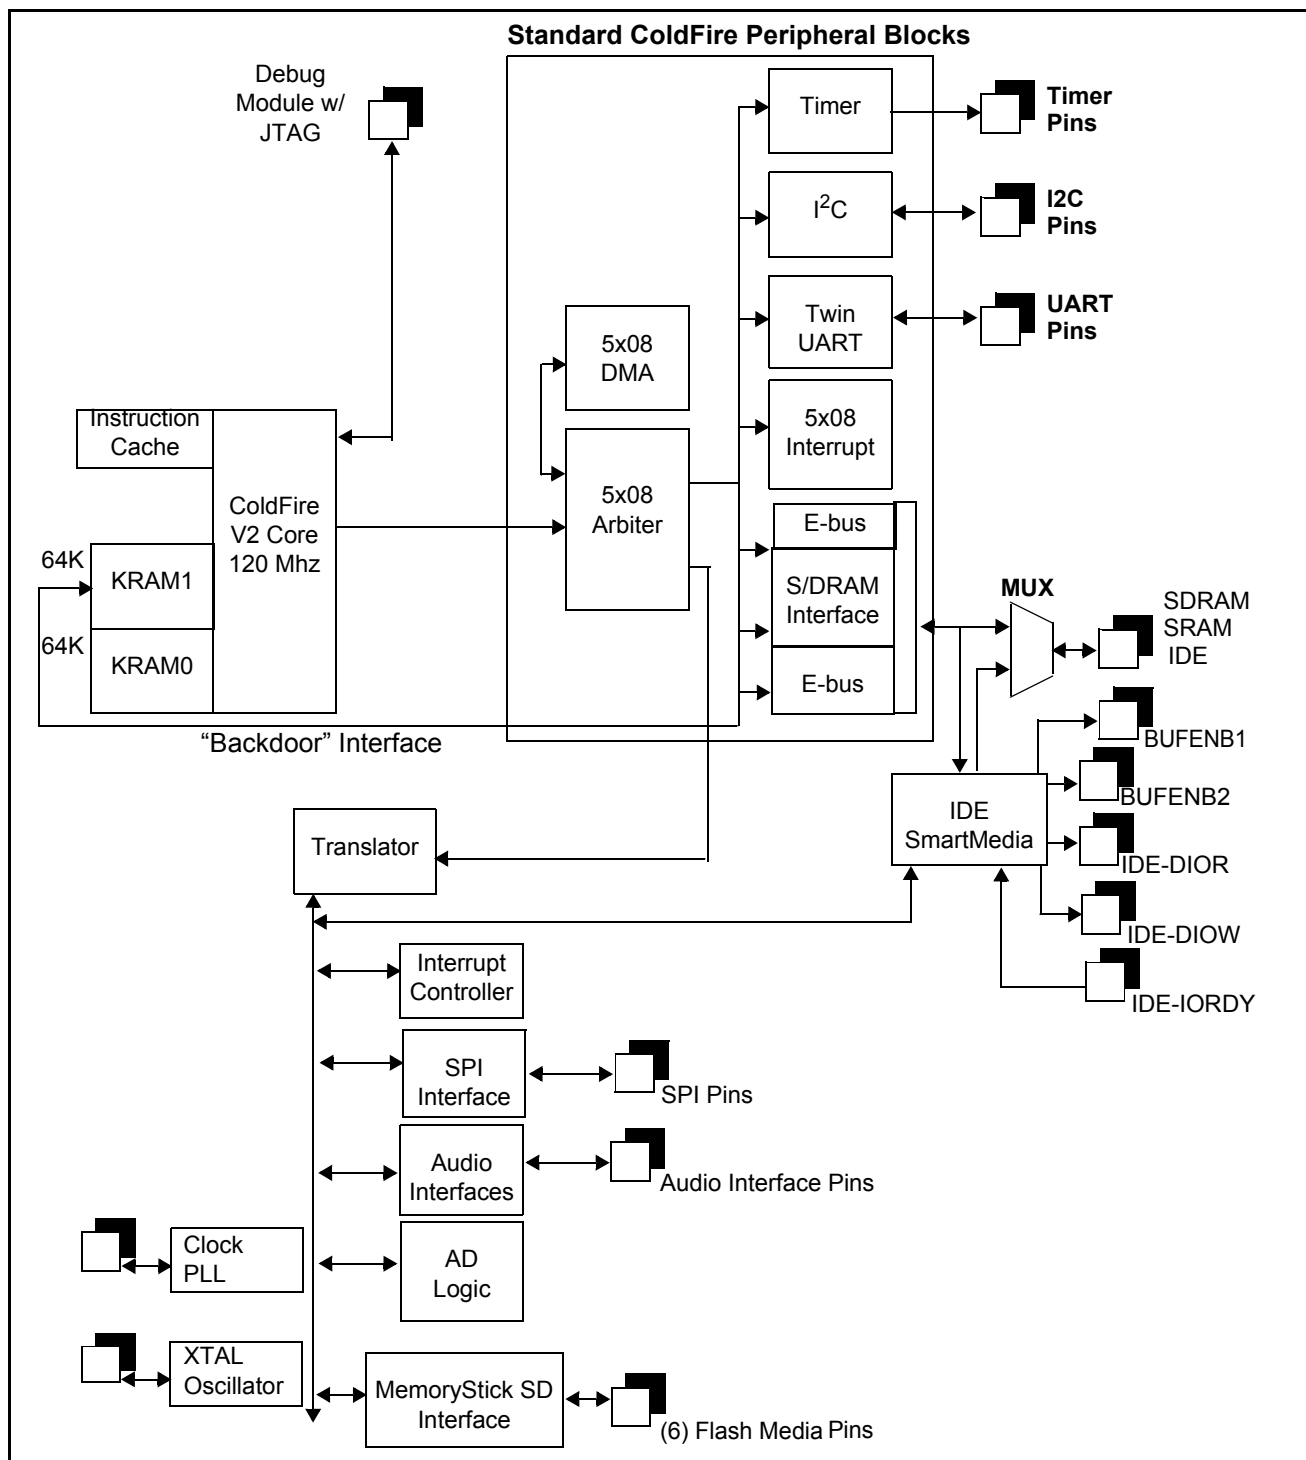 Standard ColdFire Peripheral Blocks
Debug
Module w/
JTAG
Timer
Timer
Pins
I2C
I2C
Pins
Twin
UART
UART
Pins
5x08
DMA
5x08
Interrupt
5x08
Arbiter
Instruction
Cache
ColdFire
V2 Core
120 Mhz
64K
KRAM1
64K
KRAM0
"Backdoor" Interface
E-bus
S/DRAM
Interface
E-bus
MUX
SDRAM
SRAM
IDE
BUFENB1
BUFENB2
IDE
SmartMedia
IDE-DIOR
IDE-DIOW
IDE-IORDY
Translator
Interrupt
Controller
SPI
Interface
SPI Pins
Audio
Interfaces
Audio Interface Pins
Clock
PLL
AD
Logic
XTAL
Oscillator
MemoryStick SD
Interface
(6) Flash Media Pins